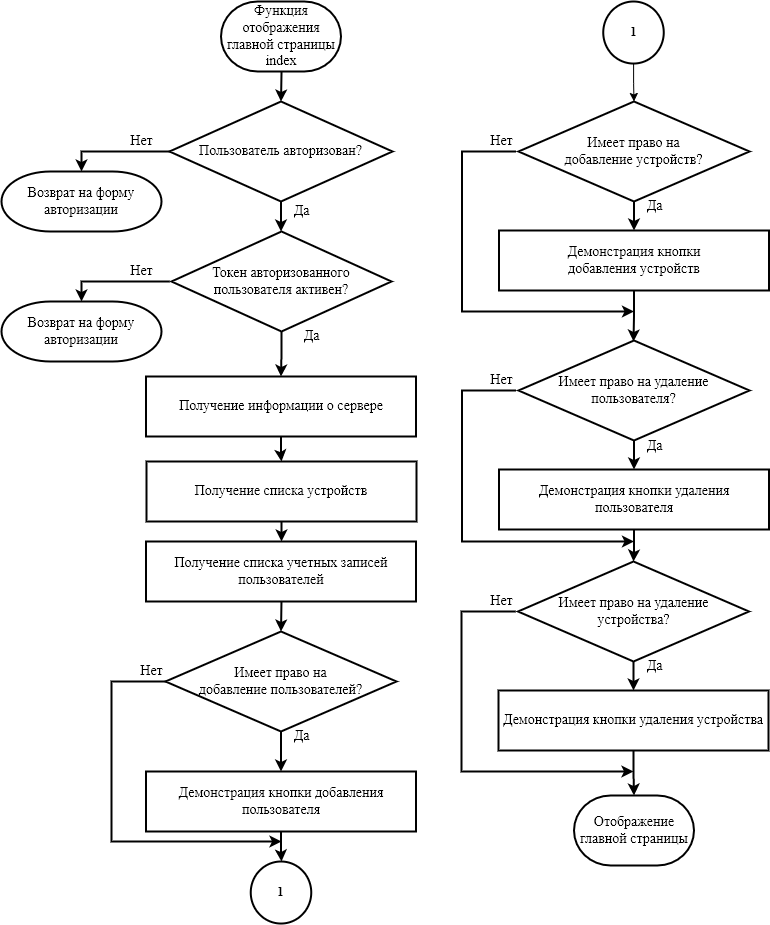 Функция
отображения
главной страницы
index
Пользователь авторизован?
Нет
Возврат на форму
авторизации
Да
Токен авторизованного
пользователя активен?
Нет
Возврат на форму
авторизации
Да
Получение информации о сервере
Получение списка устройств
Получение списка учетных записей
пользователей
Имеет право на
добавление пользователей?
Нет
Да
Демонстрация кнопки добавления
пользователя
1
1
Имеет право на
добавление устройств?
Нет
Да
Демонстрация кнопки
добавления устройств
Имеет право на удаление
пользователя?
Нет
Да
Демонстрация кнопки удаления
пользователя
Имеет право на удаление
устройства?
Нет
Да
Демонстрация кнопки удаления устройства
Отображение
главной страницы